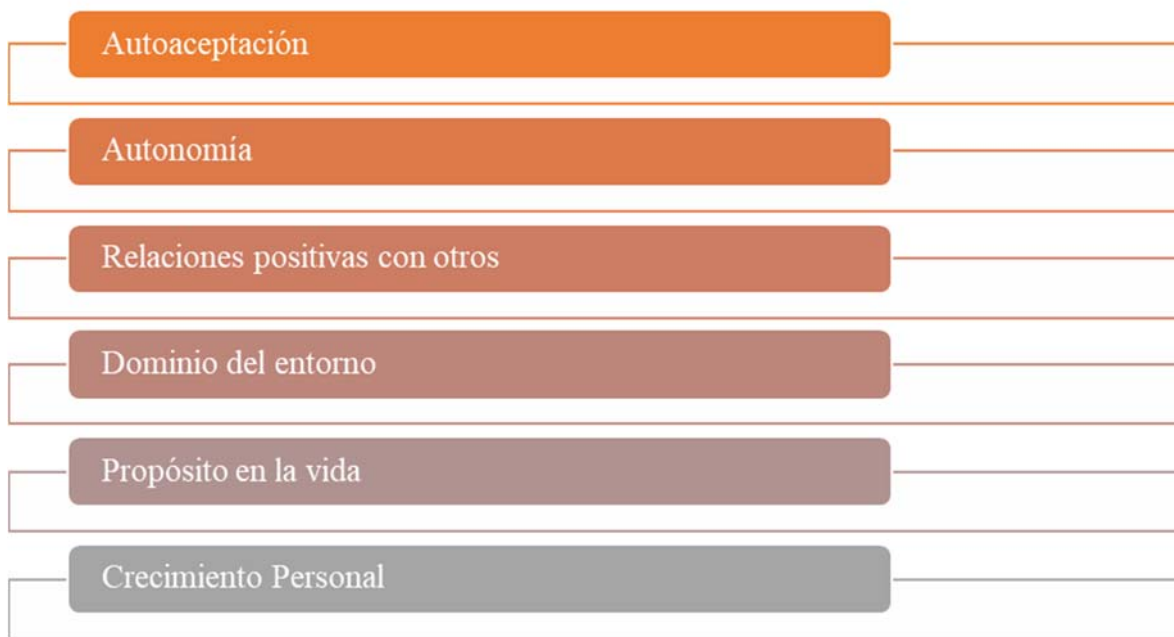 Autoaceptación
Autonomía
Relaciones positivas con otros
Dominio del entorno
Propósito en la vida
Crecimiento Personal